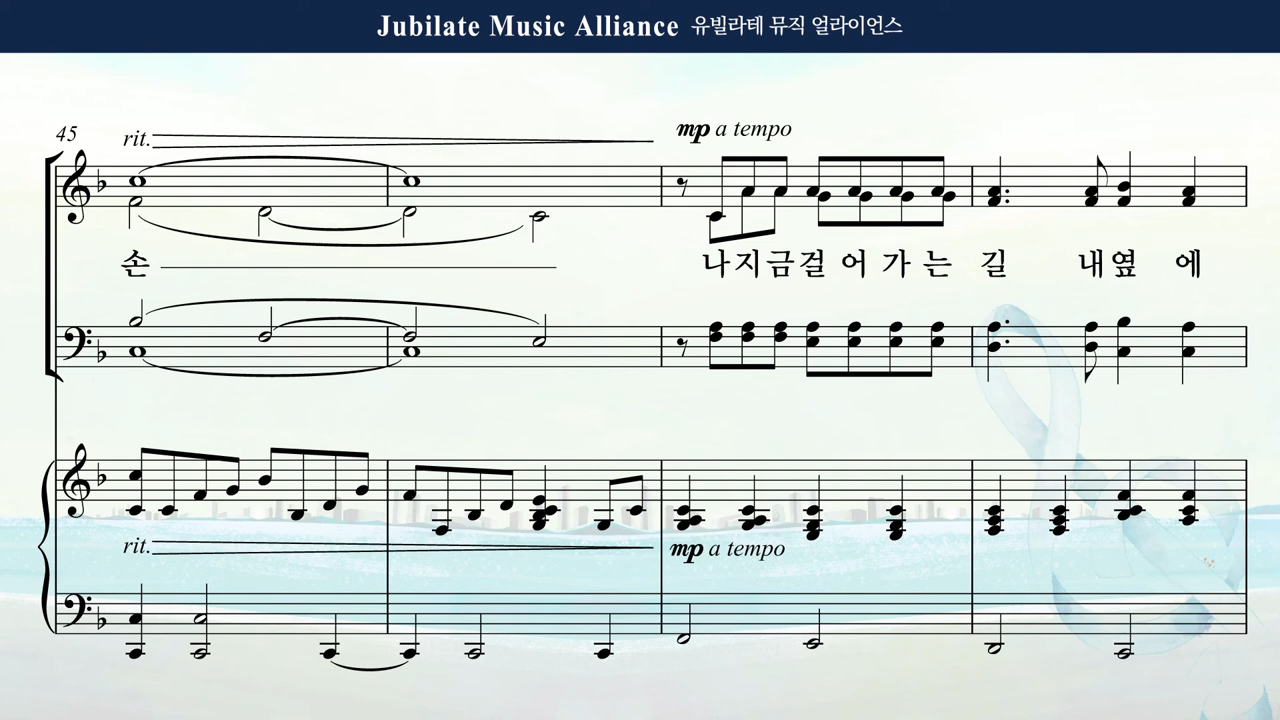 Jubilate Music Alliance 유빌라테 뮤직 얼라이언스
45
rit.
mp a tempo
손 나지금걸 어 가 는 길 내옆 에
rit.
mp a tempo